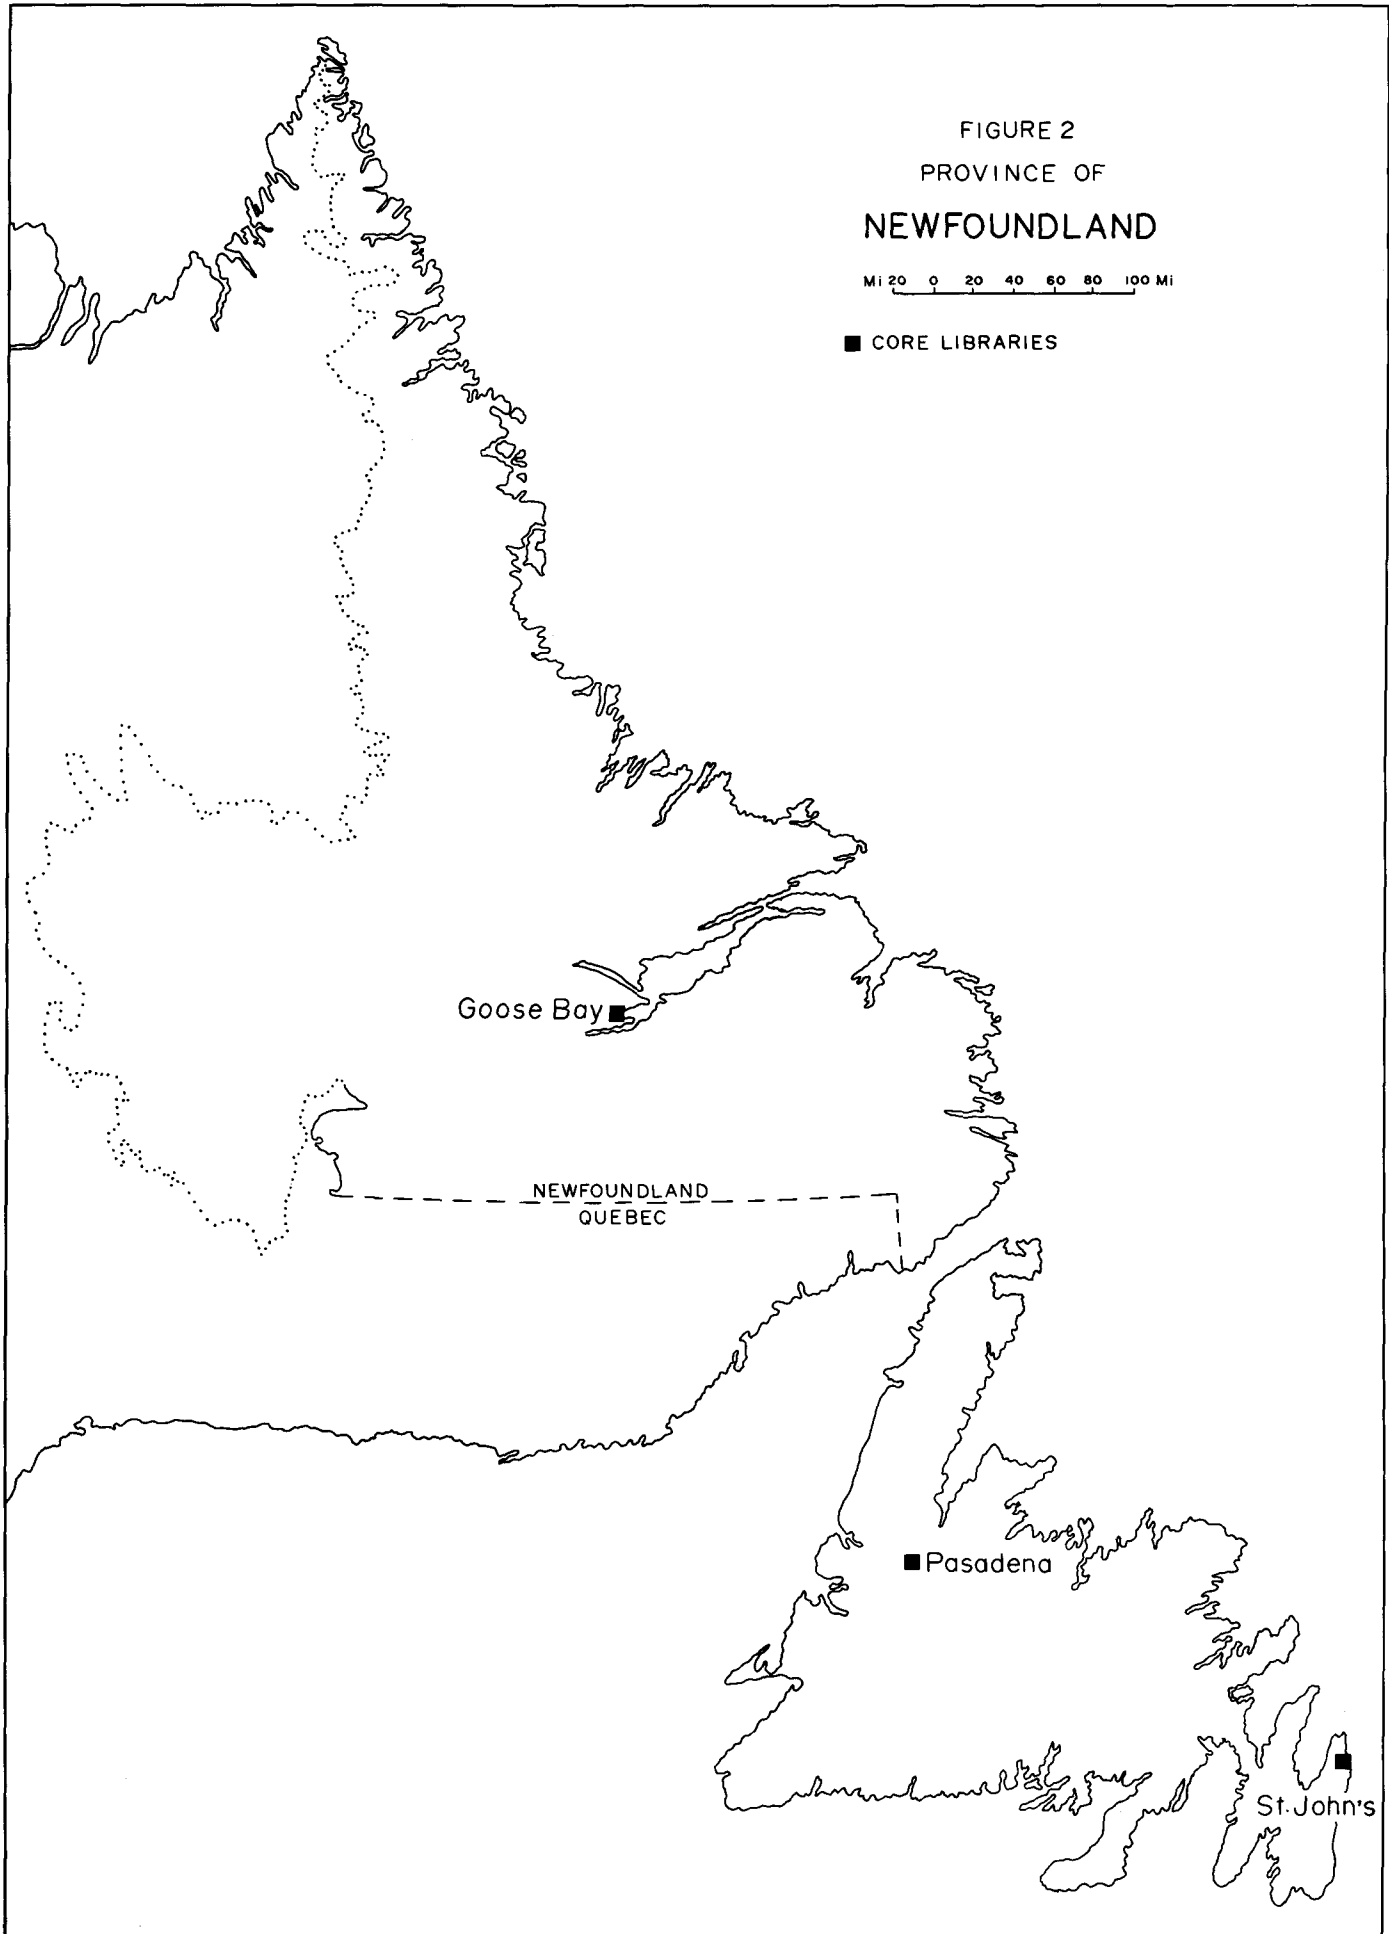 FIGURE 2
PROVINCE OF
NEWFOUNDLAND
Mi 20 0 20 40 60 80 100 Mi
CORE LIBRARIES
Goose Bay
NEWFOUNDLAND
QUEBEC
Pasadena
St. John's